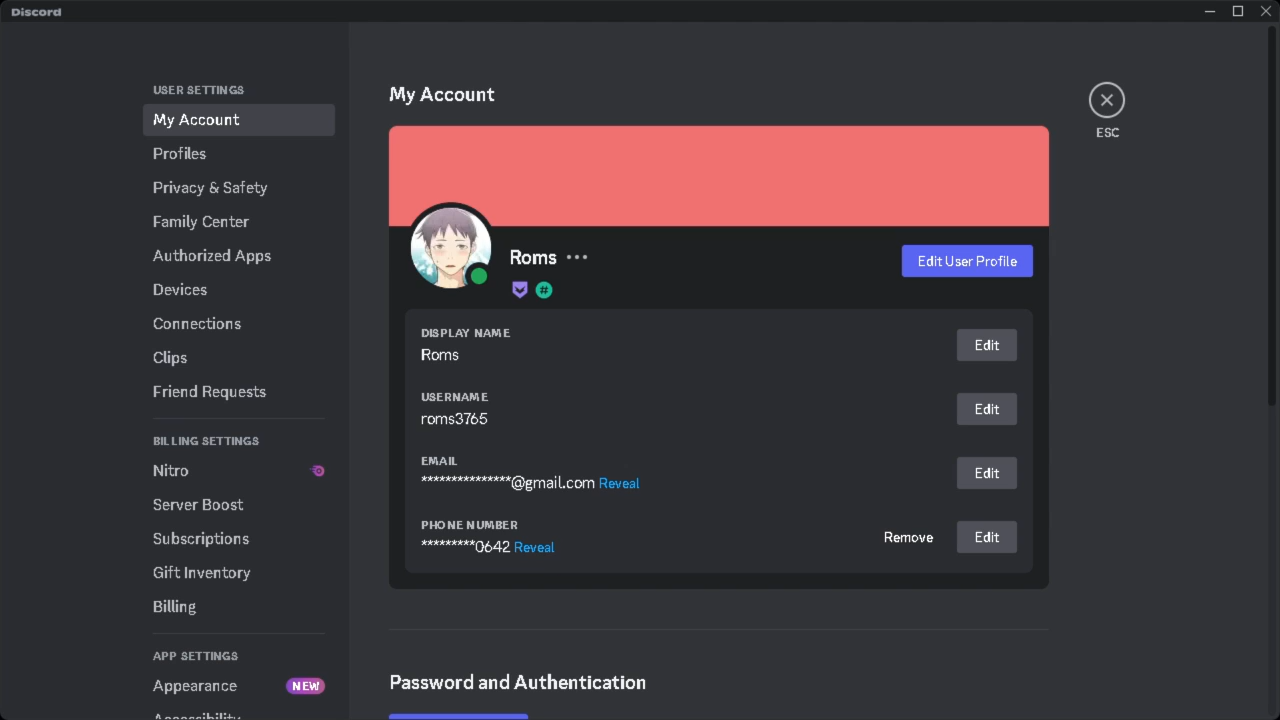 Discord
USER SETTINGS
My Account
Profiles
Privacy & Safety
Family Center
Authorized Apps
Devices
Connections
Clips
Friend Requests
BILLING SETTINGS
Nitro
Server Boost
Subscriptions
Gift Inventory
Billing
APP SETTINGS
Appearance NEW
Accessibility
My Account
ESC
Roms
Edit User Profile
DISPLAY NAME
Roms
Edit
USERNAME
roms3765
Edit
EMAIL
***************@gmail.com Reveal
Edit
PHONE NUMBER
*********0642 Reveal
Remove
Edit
Password and Authentication